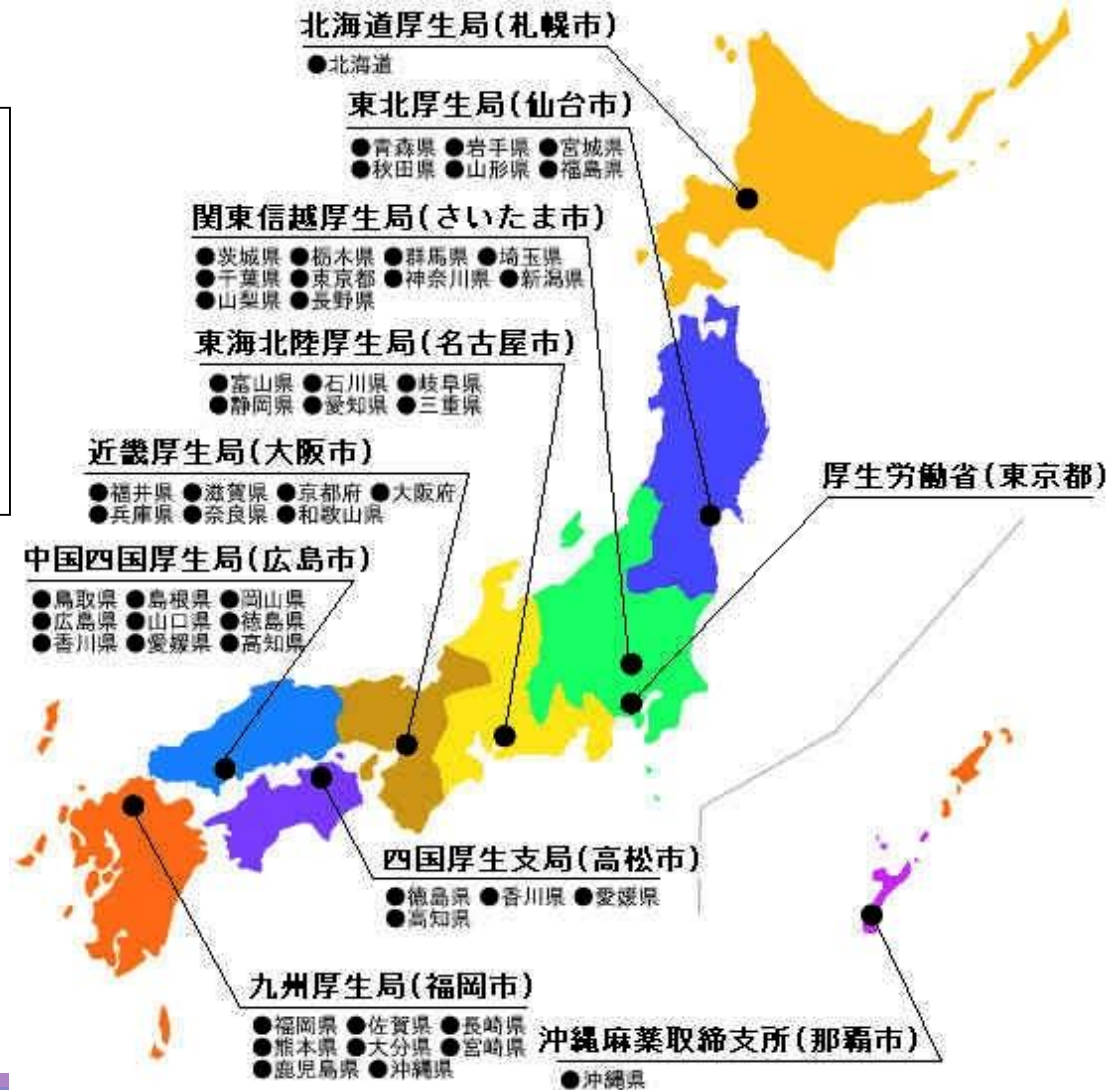 北海道厚生局(札幌市)
●北海道
東北厚生局(仙台市)
●青森県 ●岩手県 ●宮城県
●秋田県 ●山形県 ●福島県
関東信越厚生局(さいたま市)
●茨城県 ●栃木県 ●群馬県 ●埼玉県
●千葉県 ●東京都 ●神奈川県 ●新潟県
●山梨県 ●長野県
東海北陸厚生局(名古屋市)
●富山県 ●石川県 ●岐阜県
●静岡県 ●愛知県 ●三重県
近畿厚生局(大阪市)
●福井県 ●滋賀県 ●京都府 ●大阪府
●兵庫県 ●奈良県 ●和歌山県
厚生労働省(東京都)
中国四国厚生局(広島市)
●鳥取県 ●島根県 ●岡山県
●広島県 ●山口県 ●徳島県
●香川県 ●愛媛県 ●高知県
四国厚生支局(高松市)
●徳島県 ●香川県 ●愛媛県
●高知県
九州厚生局(福岡市)
●福岡県 ●佐賀県 ●長崎県
●熊本県 ●大分県 ●宮崎県
●鹿児島県 ●沖縄県
沖縄麻薬取締支所(那覇市)
●沖縄県